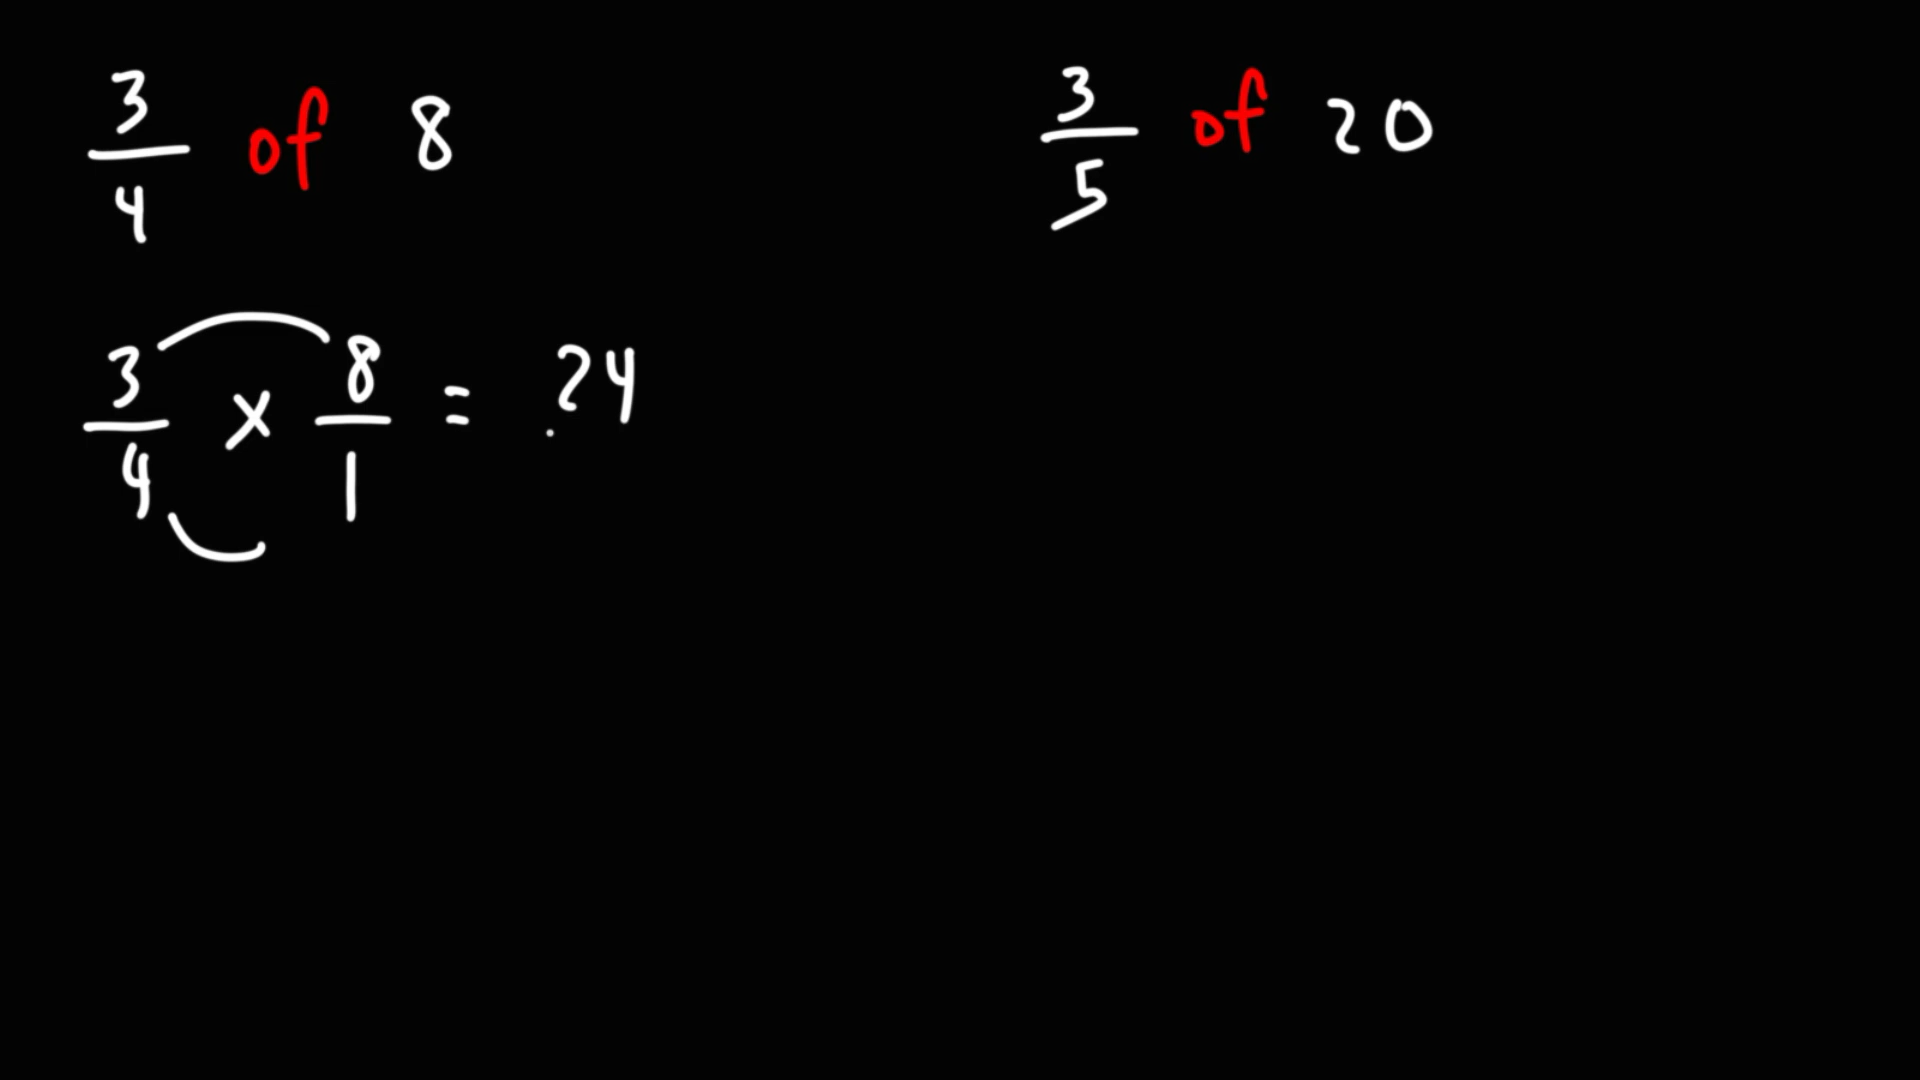 3/4 of 8
3/4 x 8/1 = 24
3/5 of 20